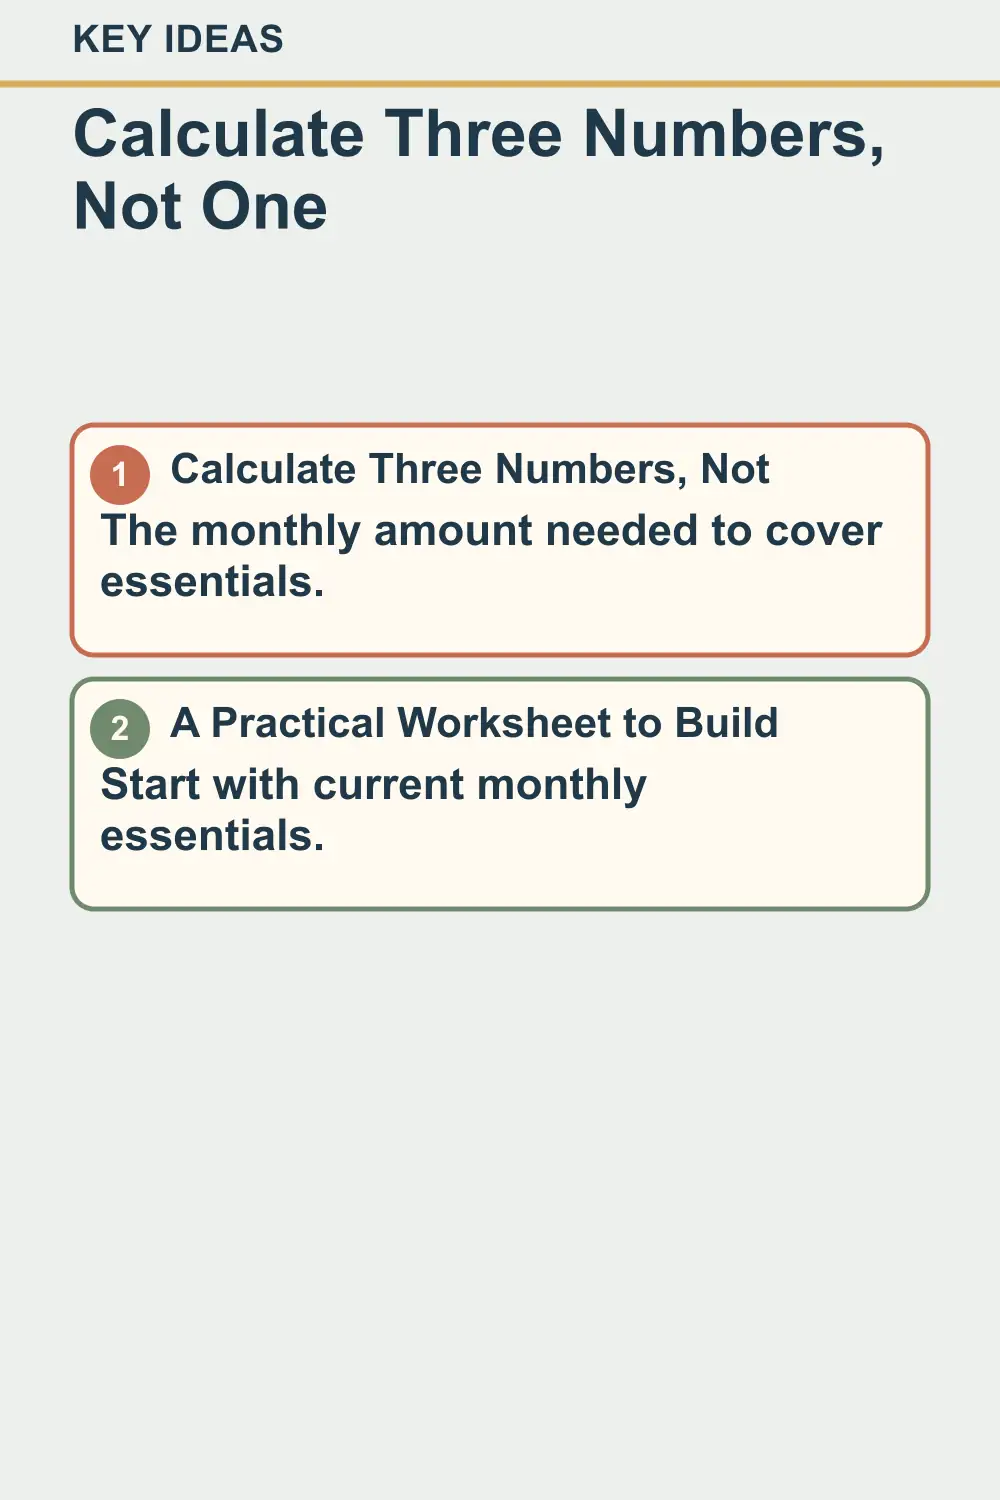 KEY IDEAS
Calculate Three Numbers,
Not One
1 Calculate Three Numbers, Not
The monthly amount needed to cover
essentials.
2 A Practical Worksheet to Build
Start with current monthly
essentials.